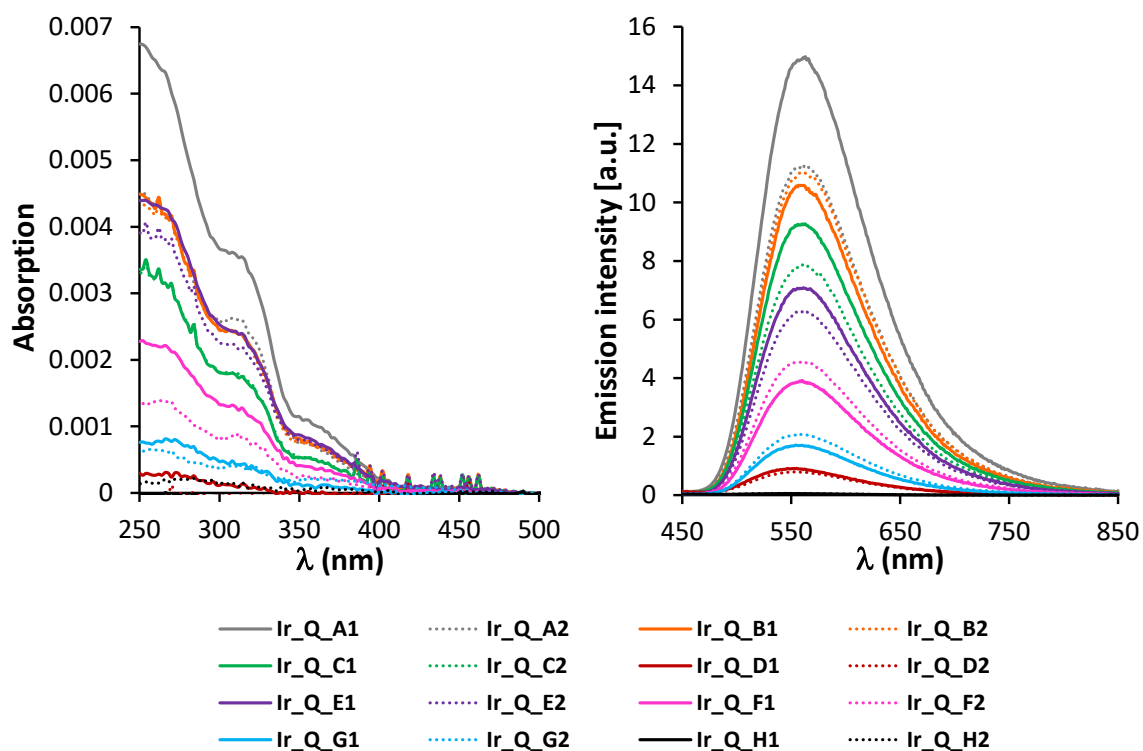 0.007
0.006
0.005
0.004
0.003
0.002
0.001
0
Absorption
250 300 350 400 450 500
λ (nm)
16
14
12
10
8
6
4
2
0
Emission intensity [a.u.]
450 550 650 750 850
λ (nm)
Ir_Q_A1 Ir_Q_A2 Ir_Q_B1 Ir_Q_B2
Ir_Q_C1 Ir_Q_C2 Ir_Q_D1 Ir_Q_D2
Ir_Q_E1 Ir_Q_E2 Ir_Q_F1 Ir_Q_F2
Ir_Q_G1 Ir_Q_G2 Ir_Q_H1 Ir_Q_H2